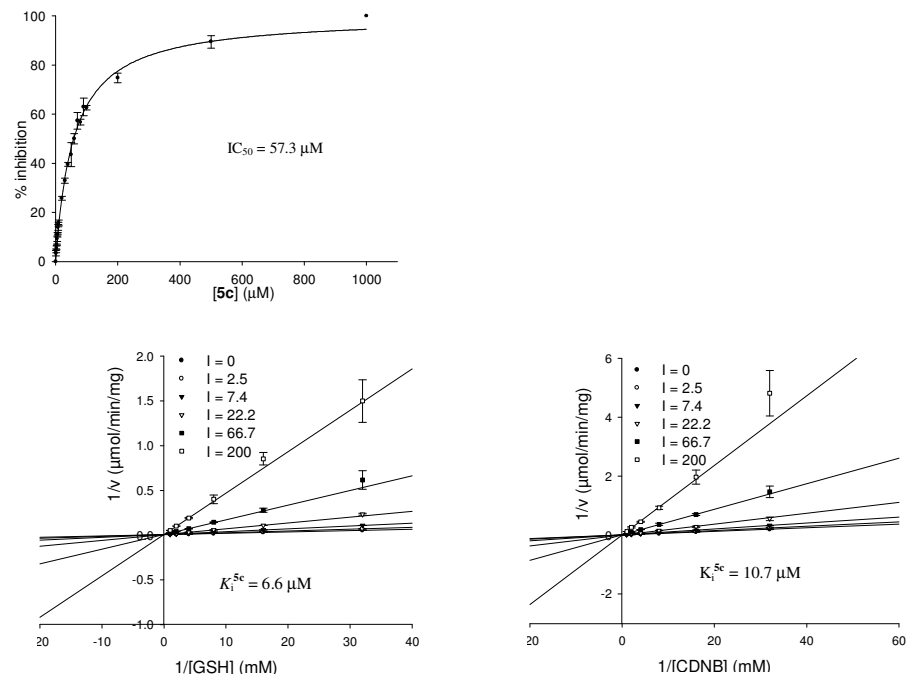 100
80
60
40
20
0
% inhibition
IC50 = 57.3 µM
0 200 400 600 800 1000
[5c] (µM)
2.0
1.5
1.0
0.5
0.0
-0.5
-1.0
1/v (µmol/min/mg)
I = 0
I = 2.5
I = 7.4
I = 22.2
I = 66.7
I = 200
Ki5c = 6.6 µM
20 -10 0 10 20 30 40
1/[GSH] (mM)
6
4
2
0
-2
1/v (µmol/min/mg)
I = 0
I = 2.5
I = 7.4
I = 22.2
I = 66.7
I = 200
Ki5c = 10.7 µM
20 0 20 40 60
1/[CDNB] (mM)